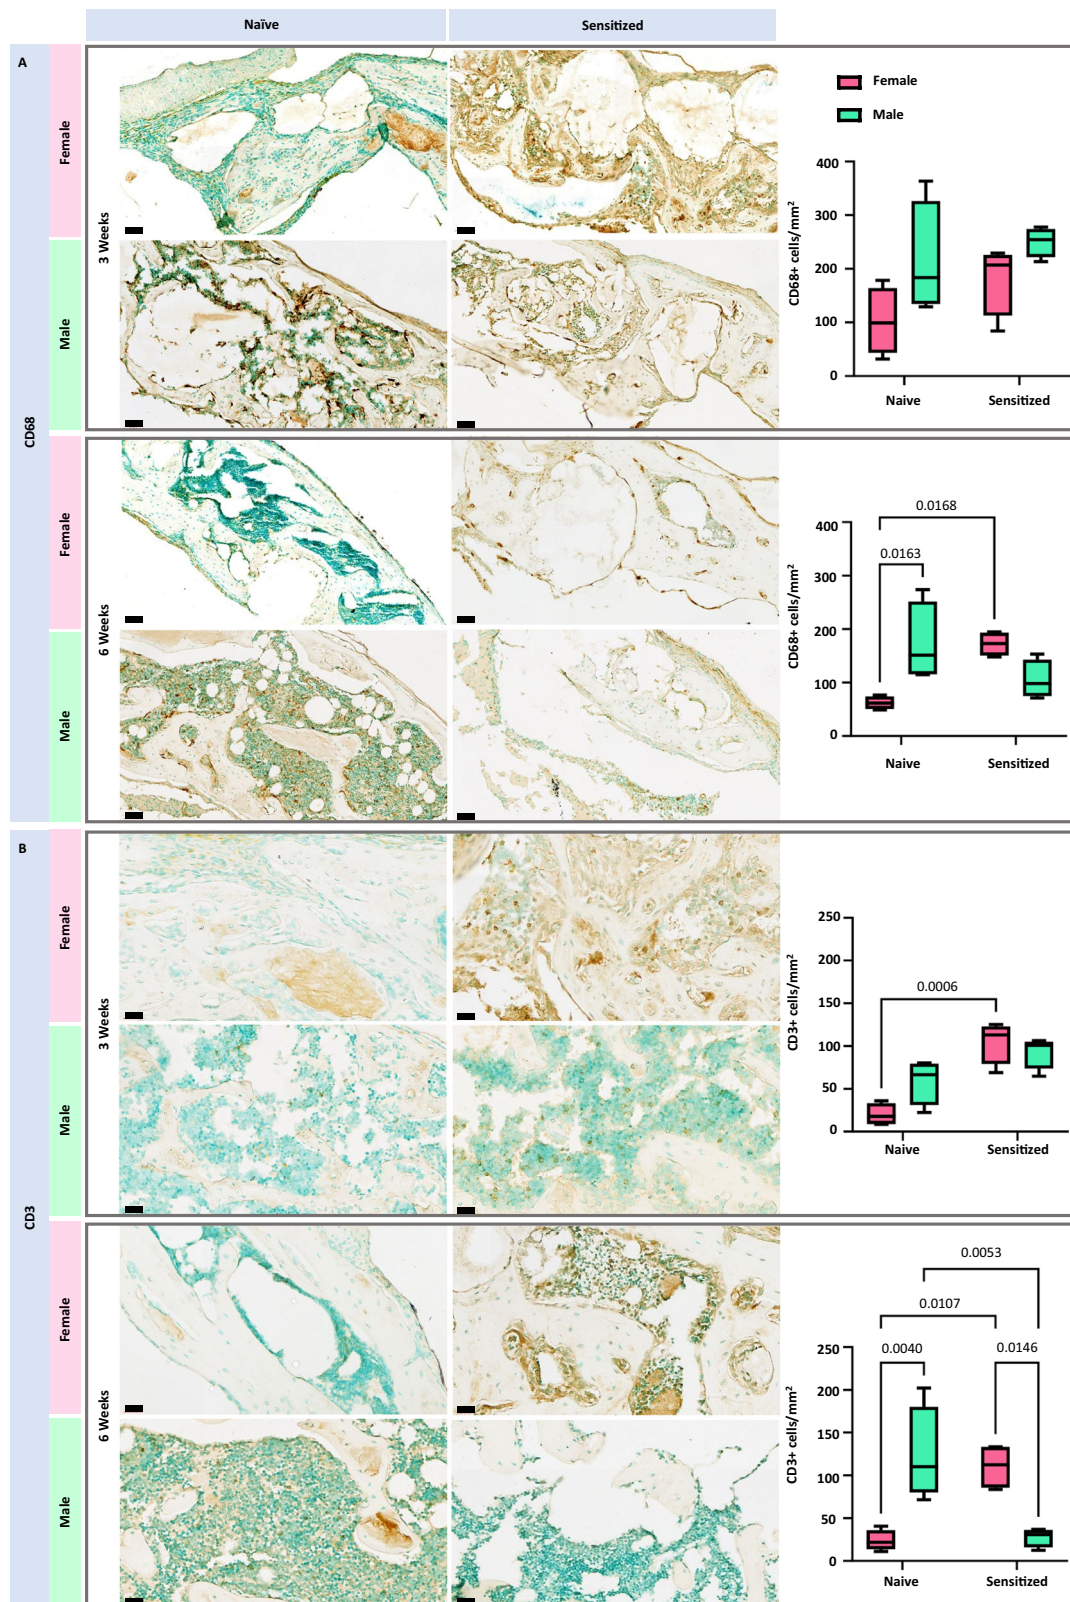 Naïve
Sensitized
A
CD68
Female
Male
3 Weeks
Female
Male
CD68+ cells/mm²
400
300
200
100
0
Naive
Sensitized
Female
Male
6 Weeks
0.0168
0.0163
CD68+ cells/mm²
400
300
200
100
0
Naive
Sensitized
B
CD3
Female
Male
3 Weeks
0.0006
CD3+ cells/mm²
250
200
150
100
50
0
Naive
Sensitized
Female
Male
6 Weeks
0.0053
0.0107
0.0040
0.0146
CD3+ cells/mm²
250
200
150
100
50
0
Naive
Sensitized